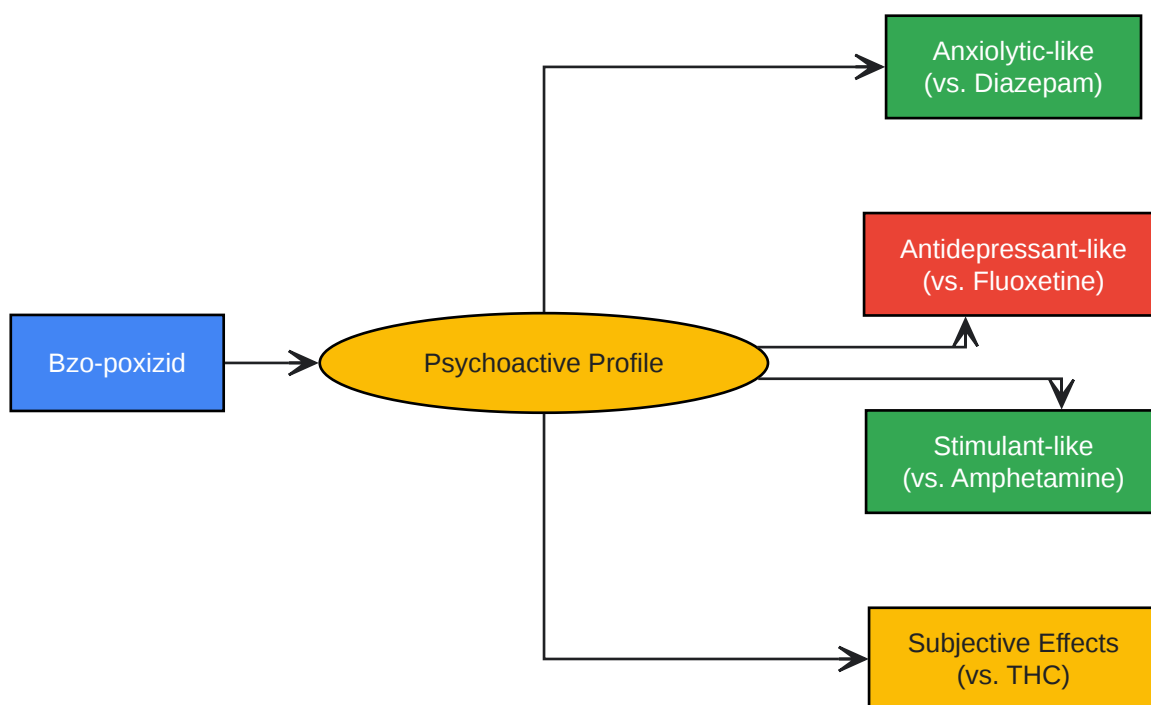 Anxiolytic-like
(vs. Diazepam)
Antidepressant-like
(vs. Fluoxetine)
Bzo-poxizid
Psychoactive Profile
Stimulant-like
(vs. Amphetamine)
Subjective Effects
(vs. THC)